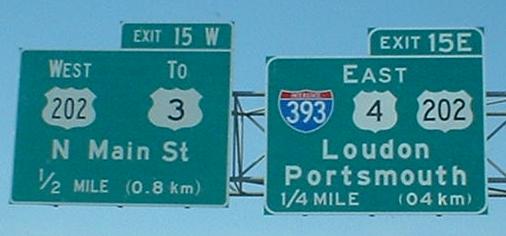 EXIT 15 W
WEST TO
202 3
N Main St
1/2 MILE (0.8 km)
EXIT 15E
EAST
INTERSTATE
393 4 202
Loudon
Portsmouth
1/4 MILE (04 km)